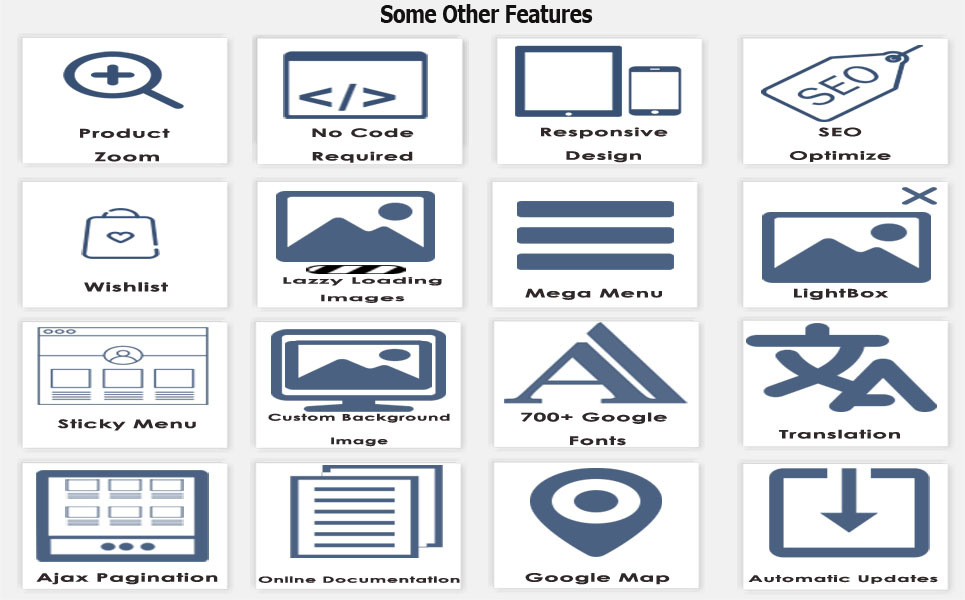 Some Other Features
Product
Zoom
No Code
Required
Responsive
Design
SEO
SEO
Optimize
Wishlist
Lazzy Loading
Images
Mega Menu
LightBox
Sticky Menu
Custom Background
Image
700+ Google
Fonts
Translation
Ajax Pagination
Online Documentation
Google Map
Automatic Updates